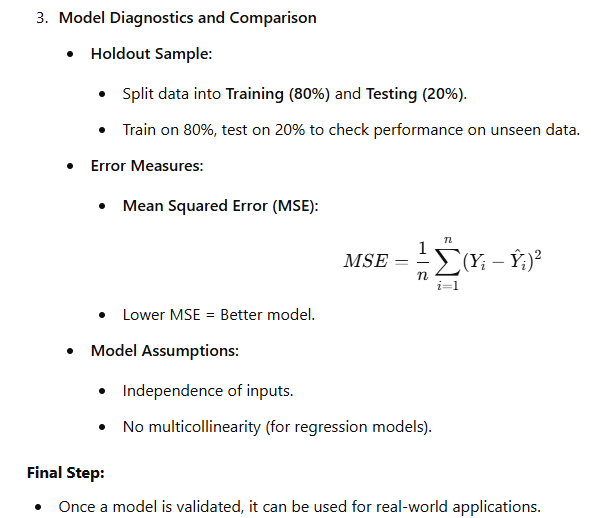 3. Model Diagnostics and Comparison
• Holdout Sample:
• Split data into Training (80%) and Testing (20%).
• Train on 80%, test on 20% to check performance on unseen data.
• Error Measures:
• Mean Squared Error (MSE):
MSE = \frac{1}{n} \sum_{i=1}^{n} (Y_i − \hat{Y}_i)^2
• Lower MSE = Better model.
• Model Assumptions:
• Independence of inputs.
• No multicollinearity (for regression models).
Final Step:
• Once a model is validated, it can be used for real-world applications.